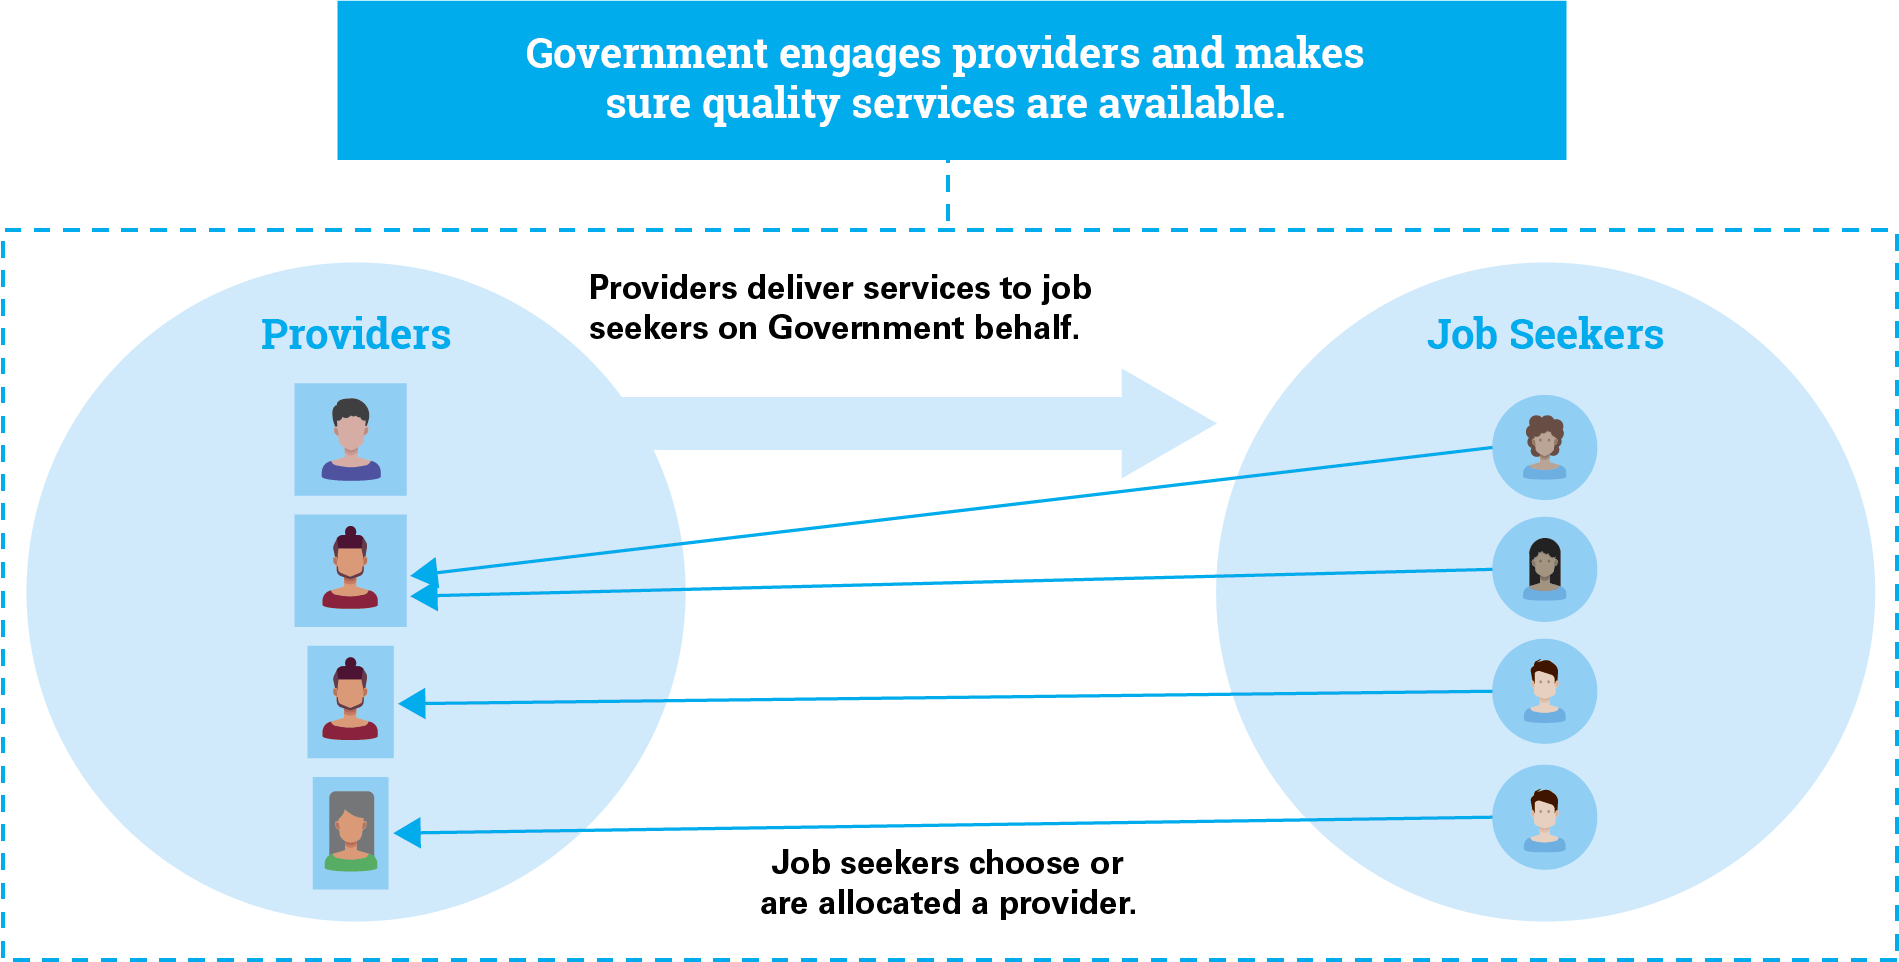 Government engages providers and makes
sure quality services are available.
Providers deliver services to job
seekers on Government behalf.
Providers
Job Seekers
Job seekers choose or
are allocated a provider.